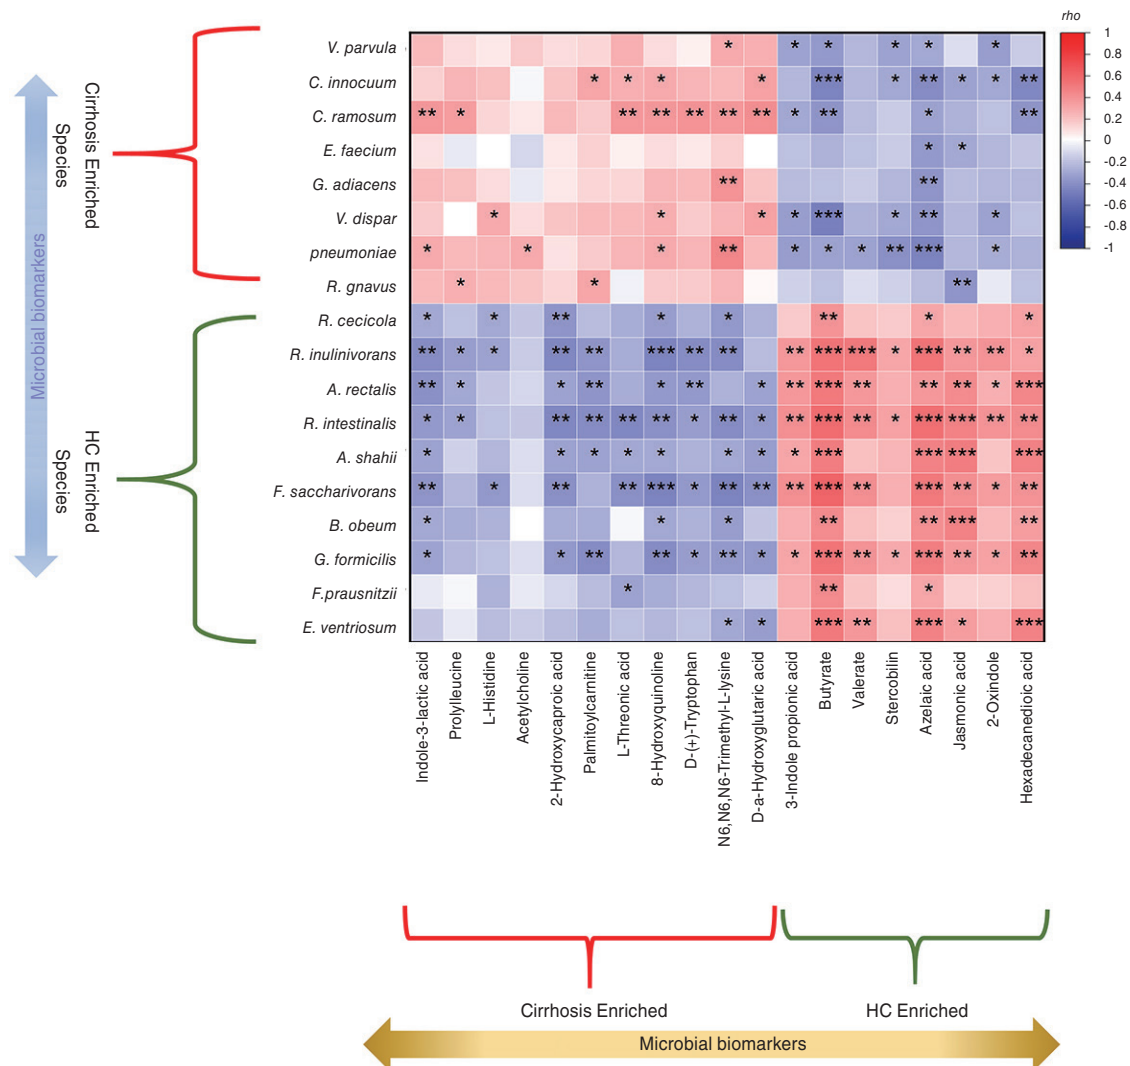 rho
1
0.8
0.6
0.4
0.2
0
-0.2
-0.4
-0.6
-0.8
-1
Microbial biomarkers
Cirrhosis Enriched
Species
HC Enriched
Species
V. parvula * * * * * *
C. innocuum * * * * *** * ** * * **
C. ramosum ** * ** ** ** ** ** * ** * **
E. faecium * *
G. adiacens ** **
V. dispar * * * * *** * ** *
pneumoniae * * * ** * * * ** *** *
R. gnavus * * **
R. cecicola * * ** * * ** * *
R. inulinivorans ** * * ** ** *** ** ** ** *** *** * *** ** ** *
A. rectalis ** * * ** * ** * ** *** ** ** ** * ***
R. intestinalis * * ** ** ** ** * ** * ** *** ** * *** *** ** **
A. shahii * * * * * * * * *** *** *** ***
F. saccharivorans ** * ** ** *** * ** ** ** *** ** *** ** * **
B. obeum * * * ** ** *** **
G. formicilis * * ** ** * ** * * *** ** * *** ** * **
F.prausnitzii * ** *
E. ventriosum * * *** ** *** * ***
Indole-3-lactic acid
Prolylleucine
L-Histidine
Acetylcholine
2-Hydroxycaproic acid
Palmitoylcarnitine
L-Threonic acid
8-Hydroxyquinoline
D-(+)-Tryptophan
N6,N6,N6-Trimethyl-L-lysine
D-a-Hydroxyglutaric acid
3-Indole propionic acid
Butyrate
Valerate
Stercobilin
Azelaic acid
Jasmonic acid
2-Oxindole
Hexadecanedioic acid
Cirrhosis Enriched
HC Enriched
Microbial biomarkers